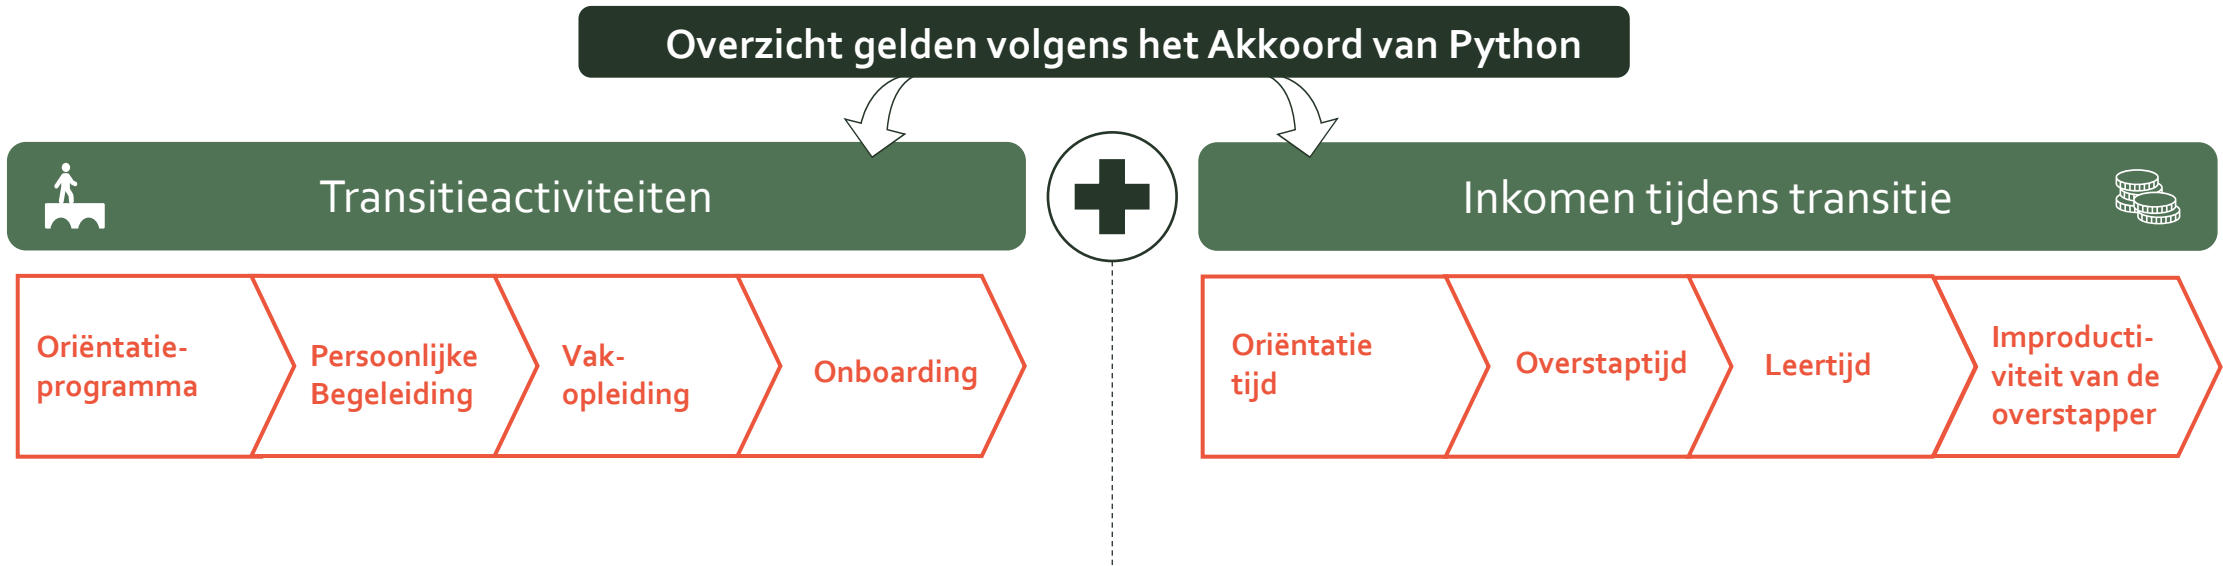 Overzicht gelden volgens het Akkoord van Python
Transitieactiviteiten
Inkomen tijdens transitie
Oriëntatie-
programma
Persoonlijke
Begeleiding
Vak-
opleiding
Onboarding
Oriëntatie
tijd
Overstaptijd
Leertijd
Improducti-
viteit van de
overstapper